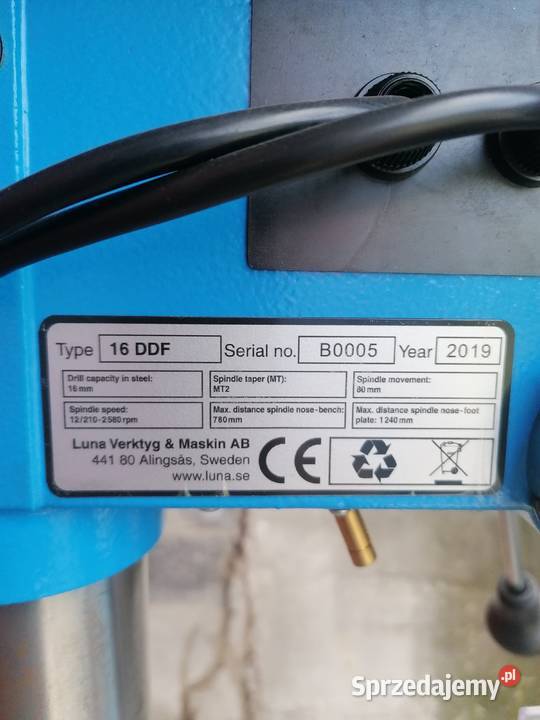 Type 16 DDF Serial no. B0005 Year 2019
Drill capacity in steel:
16 mm
Spindle taper (MT):
MT2
Spindle movement:
80 mm
Spindle speed:
12/210-2580 rpm
Max. distance spindle nose-bench:
780 mm
Max. distance spindle nose-foot
plate: 1240 mm
Luna Verktyg & Maskin AB
441 80 Alingsås, Sweden
www.luna.se
CE
Sprzedajemy.pl